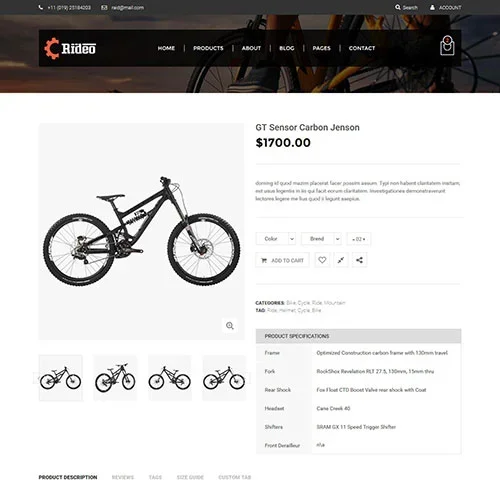 +11 (019) 25184203 raid@mail.com Search ACCOUNT
Rideo HOME PRODUCTS ABOUT BLOG PAGES CONTACT
GT Sensor Carbon Jenson
$1700.00
doming id quod mazim placerat facer possim assum. Typi non habent claritatem insitam,
est usus legentis in iis qui facit eorum claritatem. Investigationes demonstraverunt
lectores legere me lius quod ii legunt saepius.
Color Brend - 02 +
ADD TO CART
CATEGORIES: Bike, Cycle, Ride, Mountain
TAG: Ride, Helmet, Cycle, Bike
PRODUCT SPECIFICATIONS
Frame Optimized Construction carbon frame with 130mm travel
Fork RockShox Revelation RLT 27.5, 130mm, 15mm thru
Rear Shock Fox Float CTD Boost Valve rear shock with Coat
Headset Cane Creek 40
Shifters SRAM GX 11 Speed Trigger Shifter
Front Derailleur n/a
PRODUCT DESCRIPTION REVIEWS TAGS SIZE GUIDE CUSTOM TAB